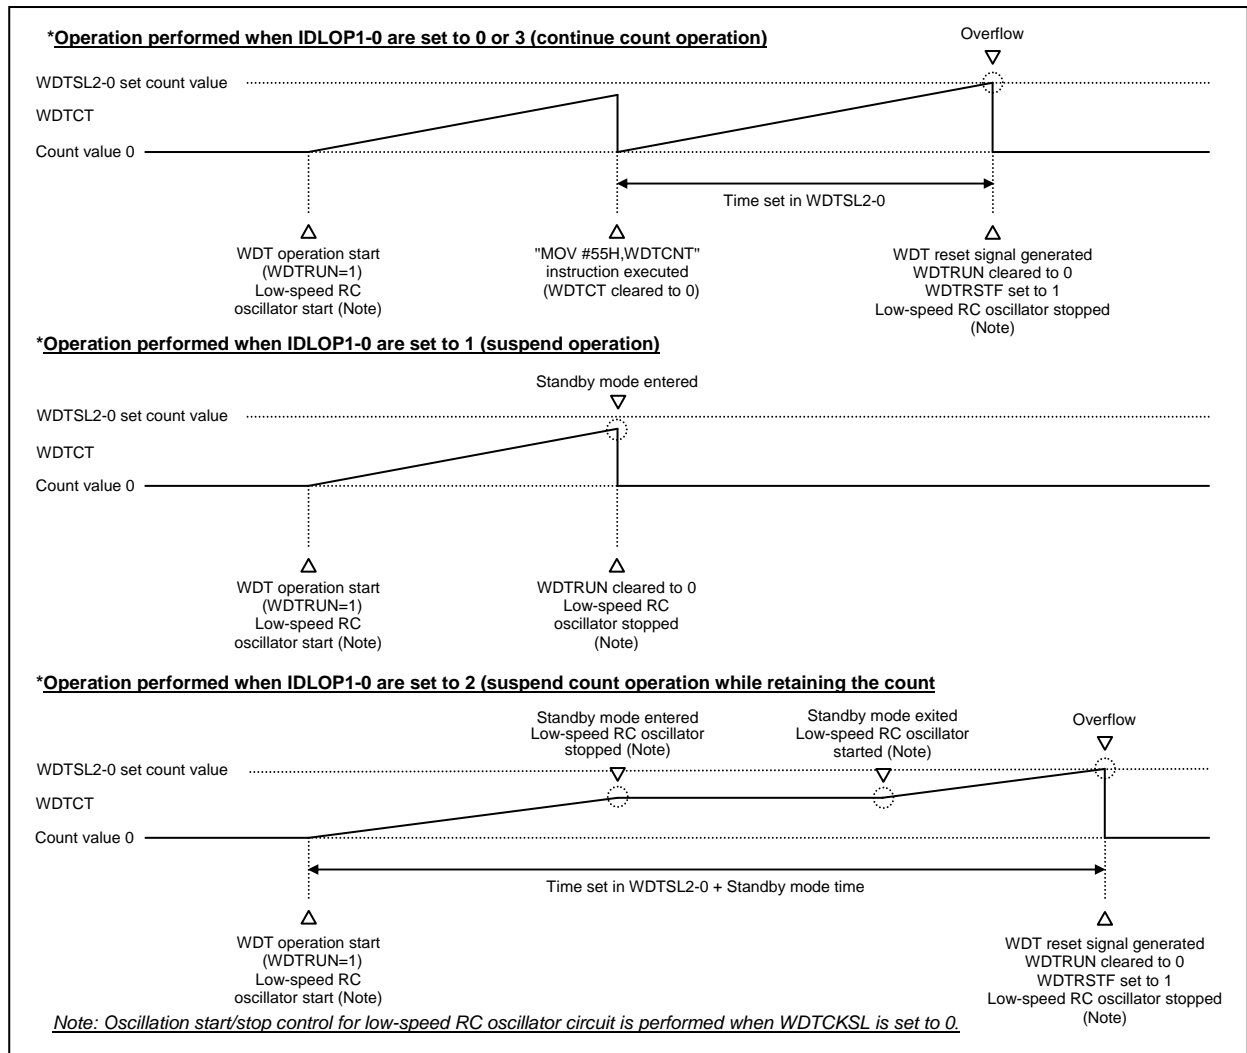 *Operation performed when IDLOP1-0 are set to 0 or 3 (continue count operation)
Overflow
WDTSL2-0 set count value
WDTCT
Count value 0
Time set in WDTSL2-0
WDT operation start
(WDTRUN=1)
Low-speed RC
oscillator start (Note)
"MOV #55H,WDTCNT"
instruction executed
(WDTCT cleared to 0)
WDT reset signal generated
WDTRUN cleared to 0
WDTRSTF set to 1
Low-speed RC oscillator stopped
(Note)
*Operation performed when IDLOP1-0 are set to 1 (suspend operation)
Standby mode entered
WDTSL2-0 set count value
WDTCT
Count value 0
WDT operation start
(WDTRUN=1)
Low-speed RC
oscillator start (Note)
WDTRUN cleared to 0
Low-speed RC
oscillator stopped
(Note)
*Operation performed when IDLOP1-0 are set to 2 (suspend count operation while retaining the count
Standby mode entered
Low-speed RC oscillator
stopped (Note)
Standby mode exited
Low-speed RC oscillator
started (Note)
Overflow
WDTSL2-0 set count value
WDTCT
Count value 0
Time set in WDTSL2-0 + Standby mode time
WDT operation start
(WDTRUN=1)
Low-speed RC
oscillator start (Note)
WDT reset signal generated
WDTRUN cleared to 0
WDTRSTF set to 1
Low-speed RC oscillator stopped
(Note)
Note: Oscillation start/stop control for low-speed RC oscillator circuit is performed when WDTCKSL is set to 0.